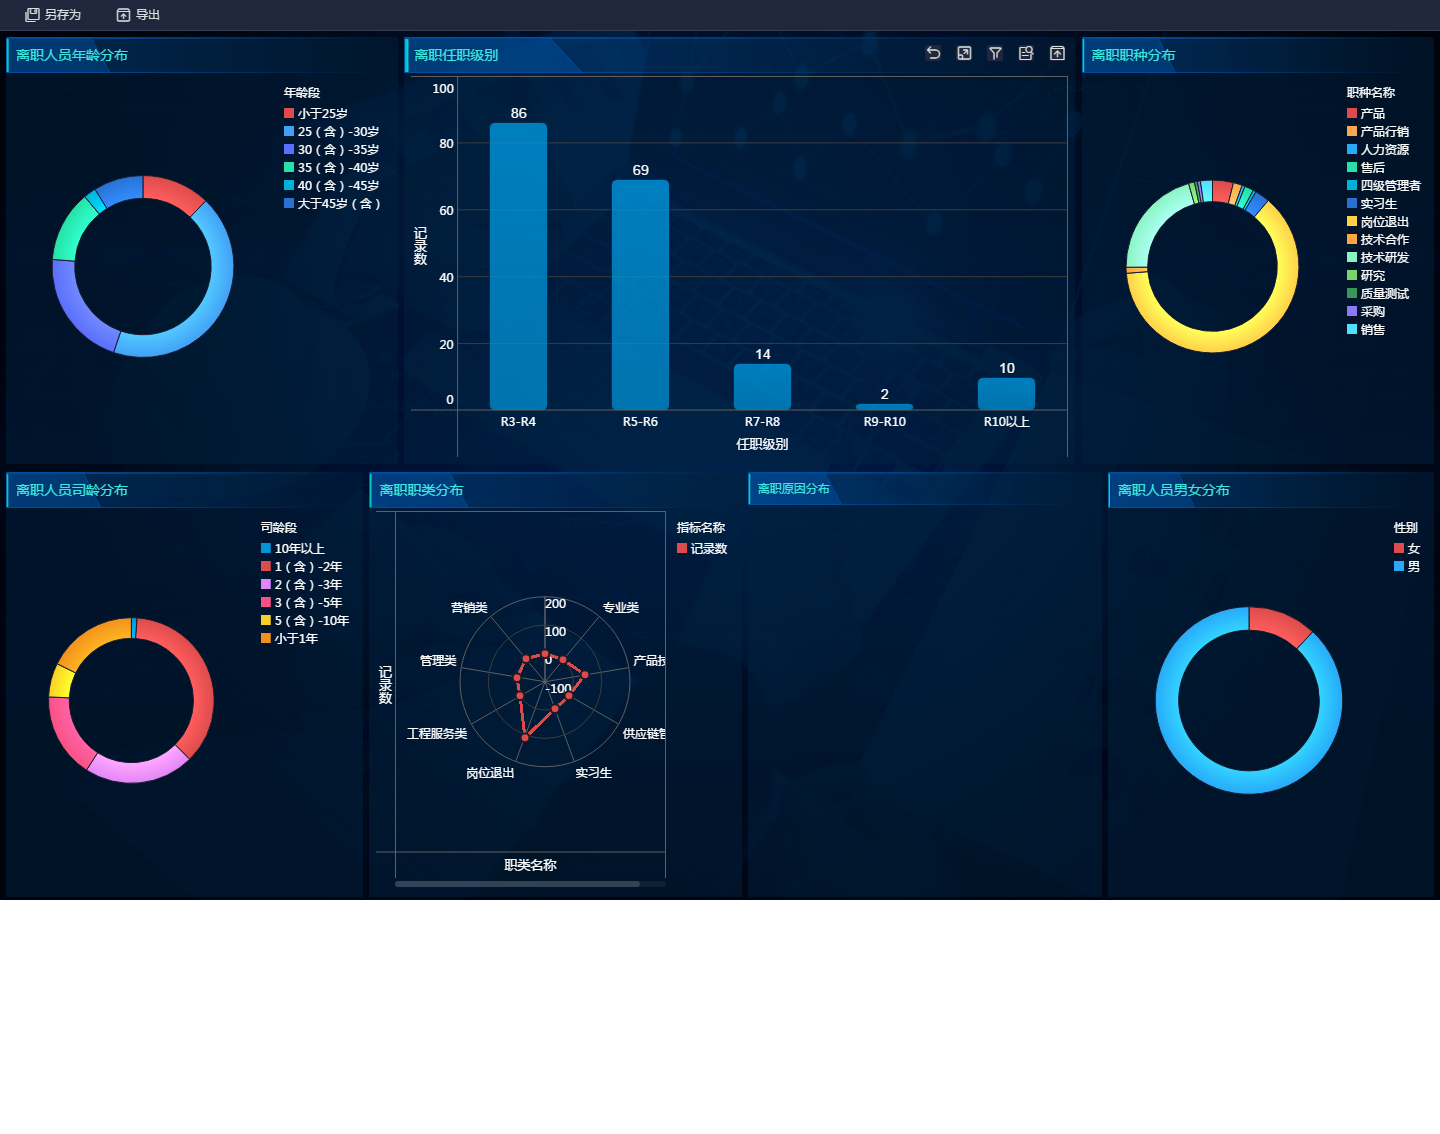 另存为
导出
离职人员年龄分布
年龄段
小于25岁
25（含）-30岁
30（含）-35岁
35（含）-40岁
40（含）-45岁
大于45岁（含）
离职任职级别
100
80
60
40
20
0
记录数
86
69
14
2
10
R3-R4
R5-R6
R7-R8
R9-R10
R10以上
任职级别
离职职种分布
职种名称
产品
产品行销
人力资源
售后
四级管理者
实习生
岗位退出
技术合作
技术研发
研究
质量测试
采购
销售
离职人员司龄分布
司龄段
10年以上
1（含）-2年
2（含）-3年
3（含）-5年
5（含）-10年
小于1年
离职职类分布
指标名称
记录数
记录数
200
100
0
-100
专业类
产品技
供应链管
实习生
岗位退出
工程服务类
管理类
营销类
职类名称
离职原因分布
离职人员男女分布
性别
女
男